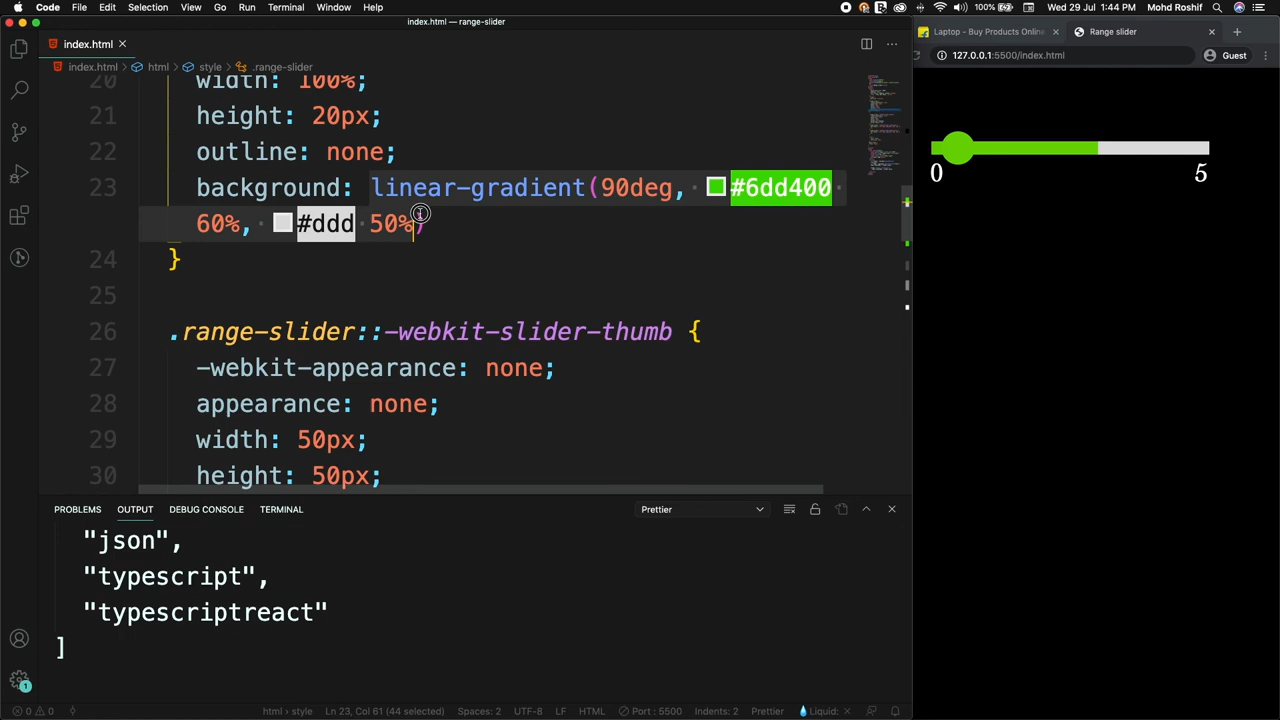 Code File Edit Selection View Go Run Terminal Window Help 100% Wed 29 Jul 1:44 PM Mohd Roshif
index.html — range-slider
index.html
index.html > html > style > .range-slider
20 width: 100%;
21 height: 20px;
22 outline: none;
23 background: linear-gradient(90deg, #6dd400
60%, #ddd 50%)
24 }
25
26 .range-slider::-webkit-slider-thumb {
27 -webkit-appearance: none;
28 appearance: none;
29 width: 50px;
30 height: 50px;
PROBLEMS OUTPUT DEBUG CONSOLE TERMINAL Prettier
"json",
"typescript",
"typescriptreact"
]
1
0 0 html > style Ln 23, Col 61 (44 selected) Spaces: 2 UTF-8 LF HTML Port : 5500 Indents: 2 Prettier Liquid:
Laptop - Buy Products Online Range slider
127.0.0.1:5500/index.html Guest
0 5